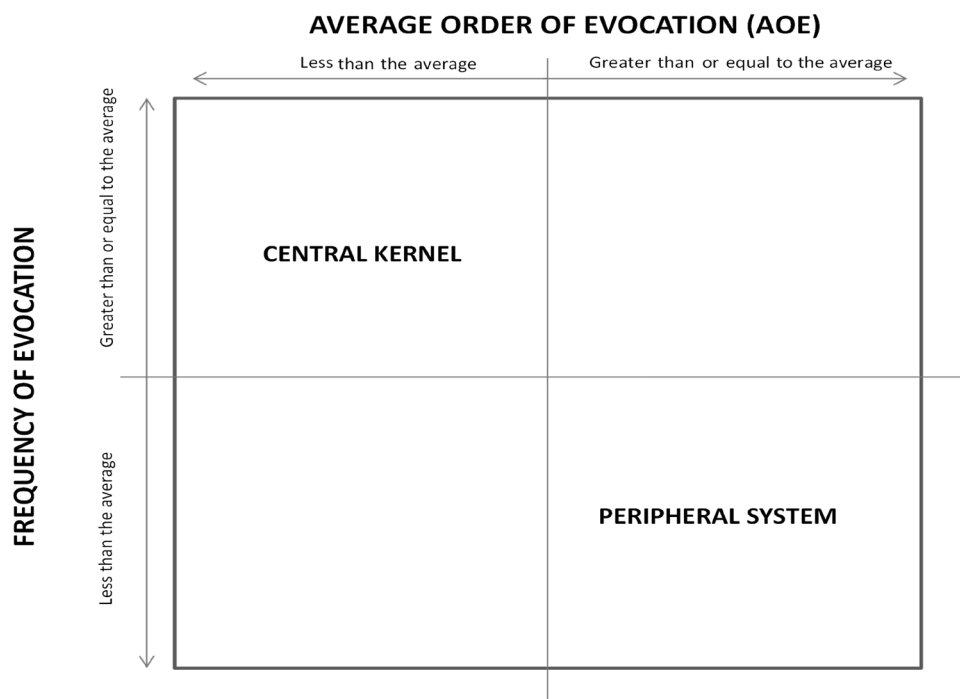 AVERAGE ORDER OF EVOCATION (AOE)
Less than the average
Greater than or equal to the average
FREQUENCY OF EVOCATION
Greater than or equal to the average
Less than the average
CENTRAL KERNEL
PERIPHERAL SYSTEM